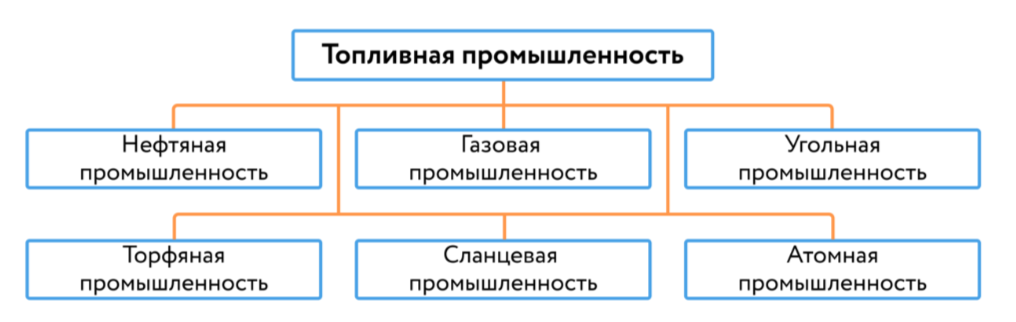 Топливная промышленность
Нефтяная
промышленность
Газовая
промышленность
Угольная
промышленность
Торфяная
промышленность
Сланцевая
промышленность
Атомная
промышленность